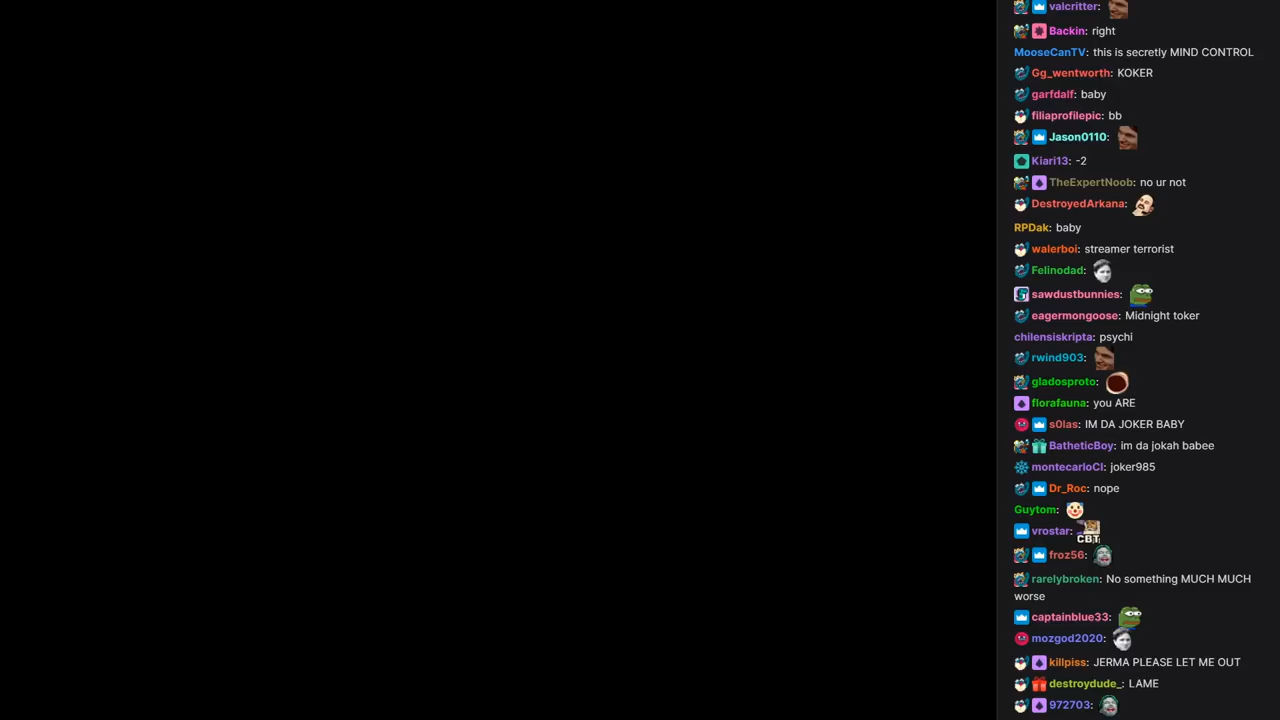 valcritter:
Backin: right
MooseCanTV: this is secretly MIND CONTROL
Gg_wentworth: KOKER
garfdalf: baby
filiaprofilepic: bb
Jason0110:
Kiari13: -2
TheExpertNoob: no ur not
DestroyedArkana:
RPDak: baby
walerboi: streamer terrorist
Felinodad:
sawdustbunnies:
eagermongoose: Midnight toker
chilensiskripta: psychi
rwind903:
gladosproto:
florafauna: you ARE
s0las: IM DA JOKER BABY
BatheticBoy: im da jokah babee
montecarloCl: joker985
Dr_Roc: nope
Guytom:
vrostar: CBT
froz56:
rarelybroken: No something MUCH MUCH
worse
captainblue33:
mozgod2020:
killpiss: JERMA PLEASE LET ME OUT
destroydude_: LAME
972703: